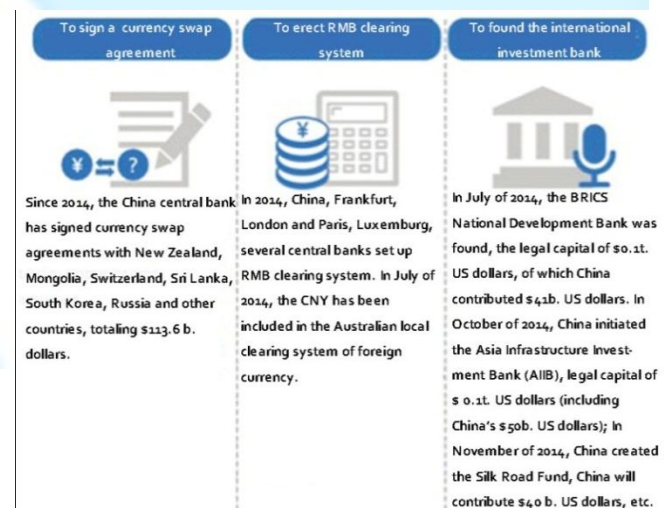 To sign a currency swap
agreement
¥ ⇆ ?
Since 2014, the China central bank
has signed currency swap
agreements with New Zealand,
Mongolia, Switzerland, Sri Lanka,
South Korea, Russia and other
countries, totaling $113.6 b.
dollars.
To erect RMB clearing
system
¥
In 2014, China, Frankfurt,
London and Paris, Luxemburg,
several central banks set up
RMB clearing system. In July of
2014, the CNY has been
included in the Australian local
clearing system of foreign
currency.
To found the international
investment bank
In July of 2014, the BRICS
National Development Bank was
found, the legal capital of $0.1t.
US dollars, of which China
contributed $41b. US dollars. In
October of 2014, China initiated
the Asia Infrastructure Invest-
ment Bank (AIIB), legal capital of
$ 0.1t. US dollars (including
China's $50b. US dollars); In
November of 2014, China created
the Silk Road Fund, China will
contribute $40 b. US dollars, etc.